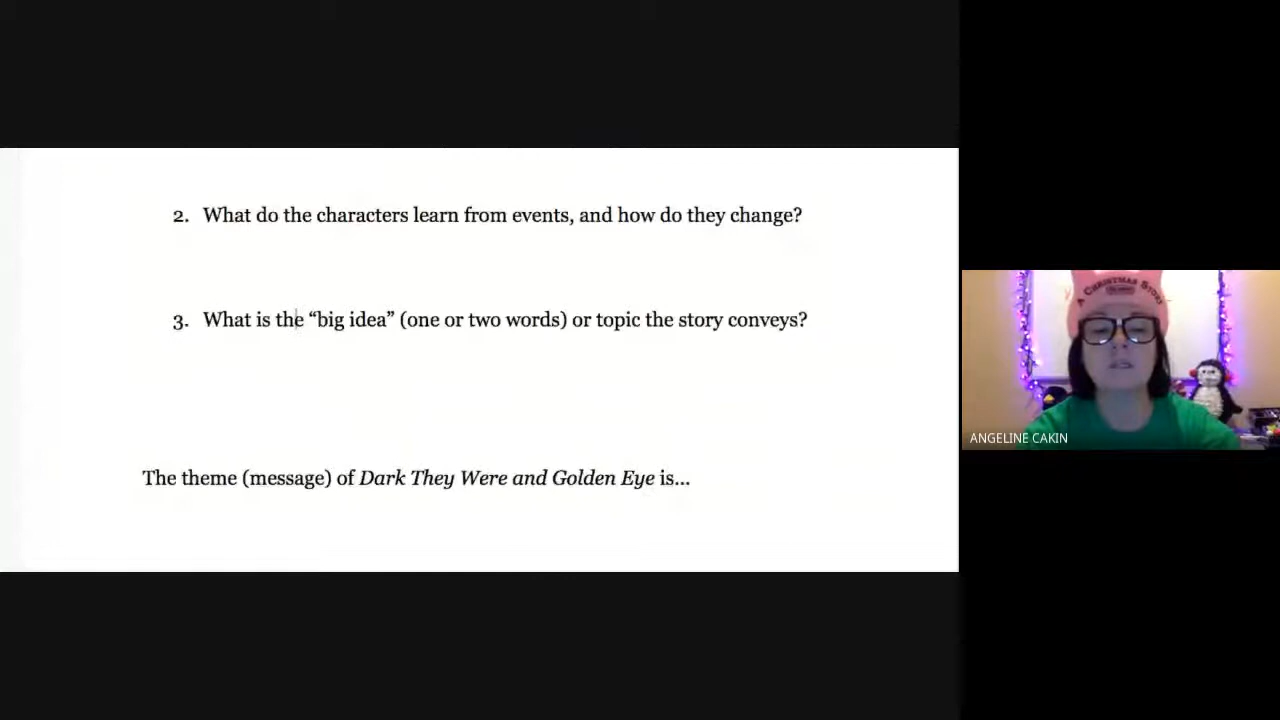 2. What do the characters learn from events, and how do they change?
3. What is the “big idea” (one or two words) or topic the story conveys?
The theme (message) of Dark They Were and Golden Eye is...
A CHRISTMAS STORY
ANGELINE CAKIN